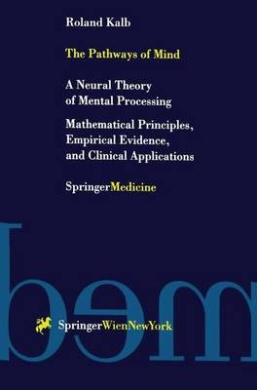 Roland Kalb
The Pathways of Mind
A Neural Theory
of Mental Processing
Mathematical Principles,
Empirical Evidence,
and Clinical Applications
SpringerMedicine
bem
SpringerWienNewYork